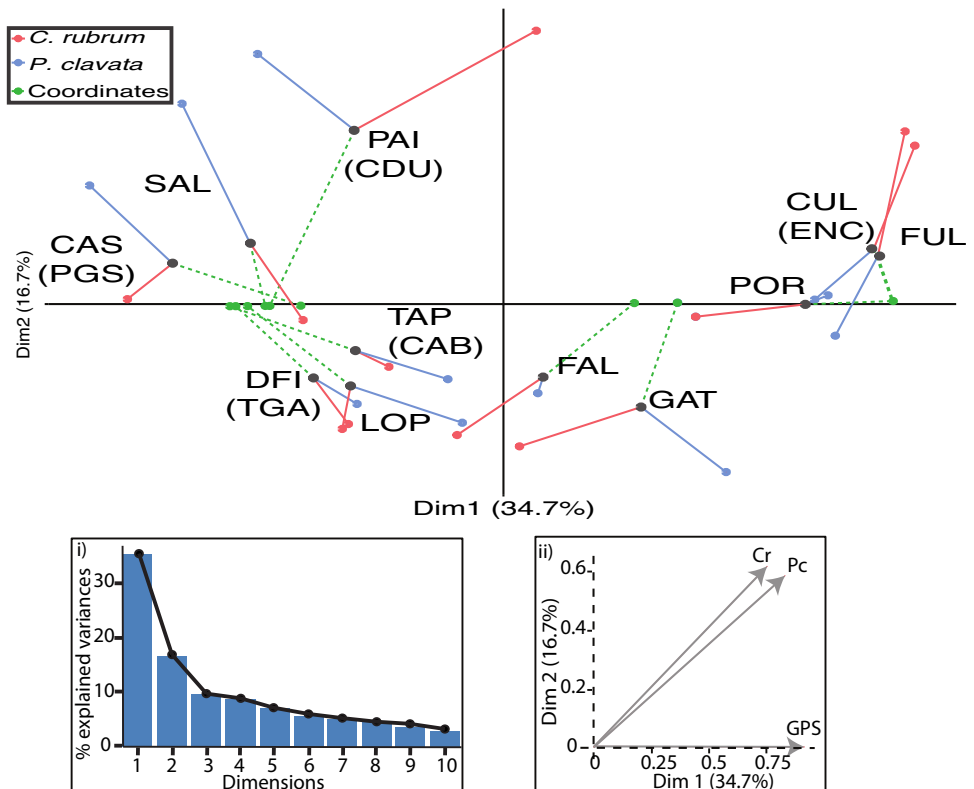 C. rubrum
P. clavata
Coordinates
PAI
(CDU)
SAL
CAS
(PGS)
CUL
(ENC)
FUL
POR
TAP
(CAB)
DFI
(TGA)
LOP
FAL
GAT
Dim2 (16.7%)
Dim1 (34.7%)
i)
% explained variances
30
20
10
0
1 2 3 4 5 6 7 8 9 10
Dimensions
ii)
Cr
Pc
GPS
Dim 2 (16.7%)
0.6
0.4
0.2
0
0 0.25 0.5 0.75
Dim 1 (34.7%)